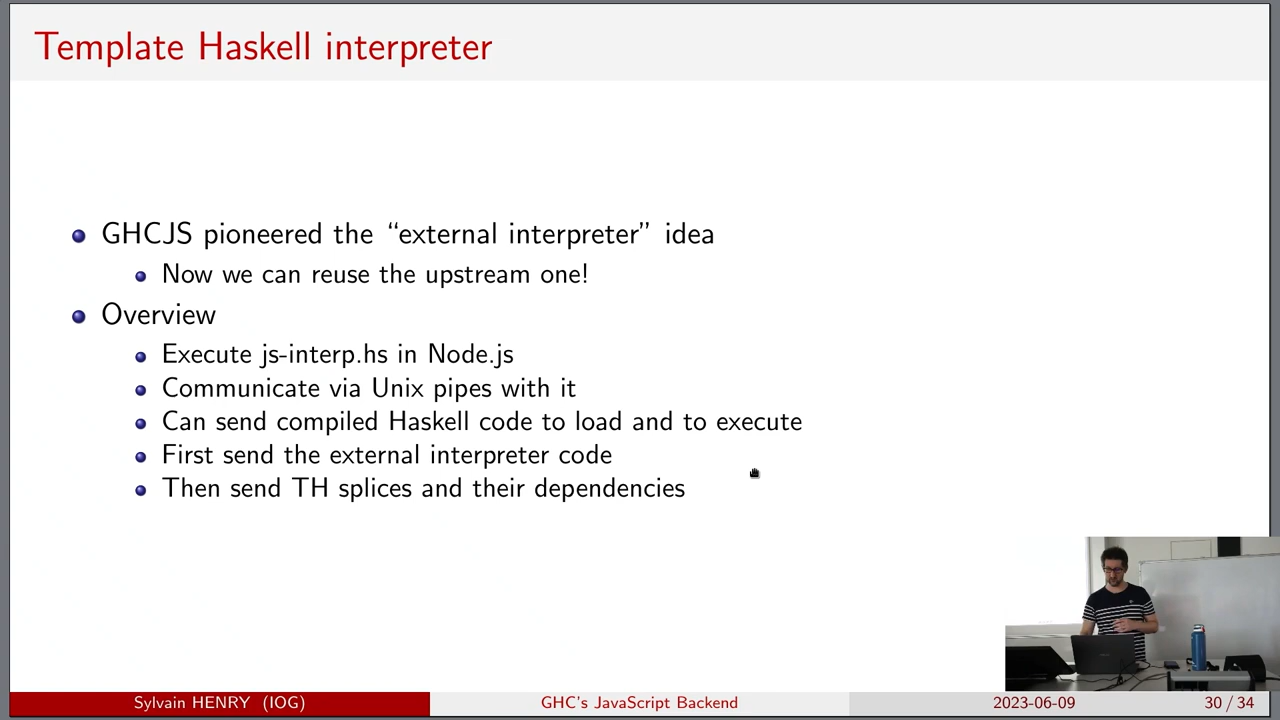 Template Haskell interpreter
GHCJS pioneered the “external interpreter” idea
Now we can reuse the upstream one!
Overview
Execute js-interp.hs in Node.js
Communicate via Unix pipes with it
Can send compiled Haskell code to load and to execute
First send the external interpreter code
Then send TH splices and their dependencies
Sylvain HENRY (IOG)
GHC's JavaScript Backend
2023-06-09
30 / 34